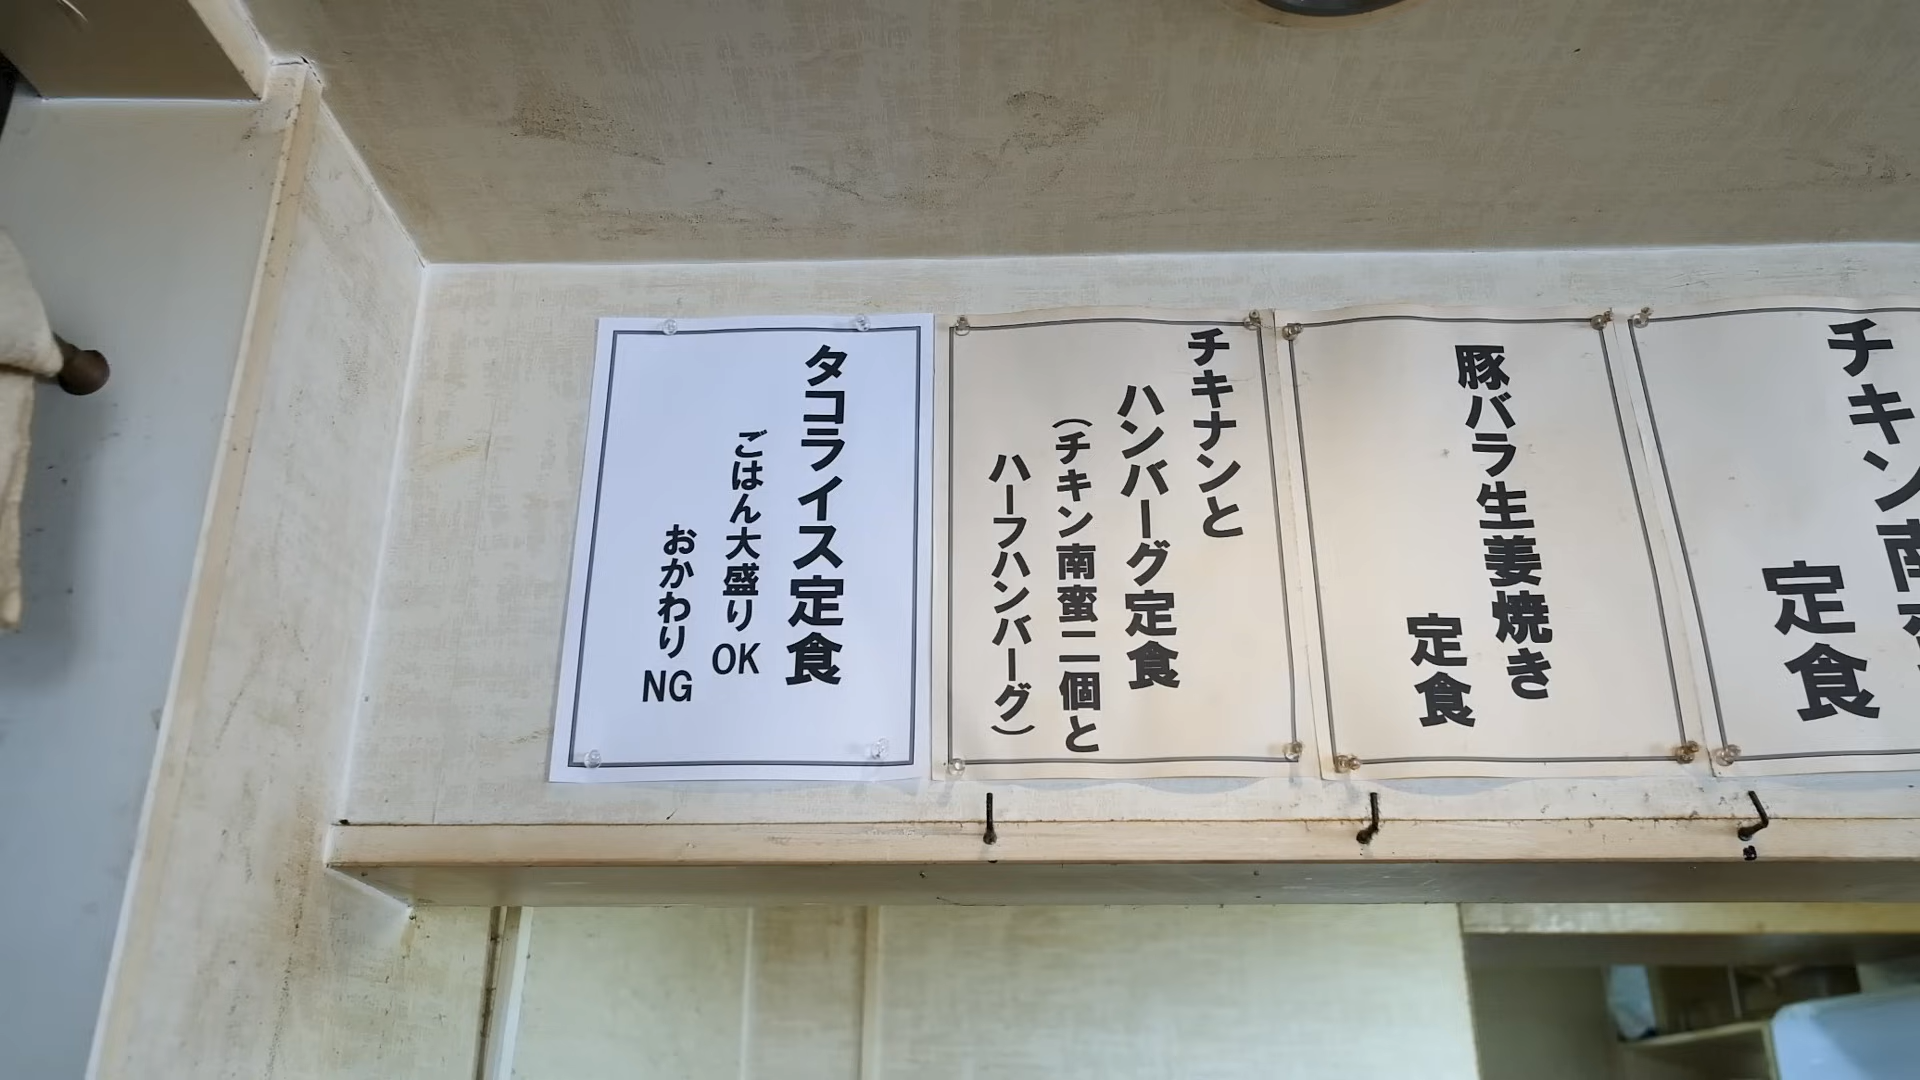 チキン南
定食
豚バラ生姜焼き
定食
チキナンと
ハンバーグ定食
(チキン南蛮二個と
ハーフハンバーグ)
タコライス定食
ごはん大盛りOK
おかわりNG